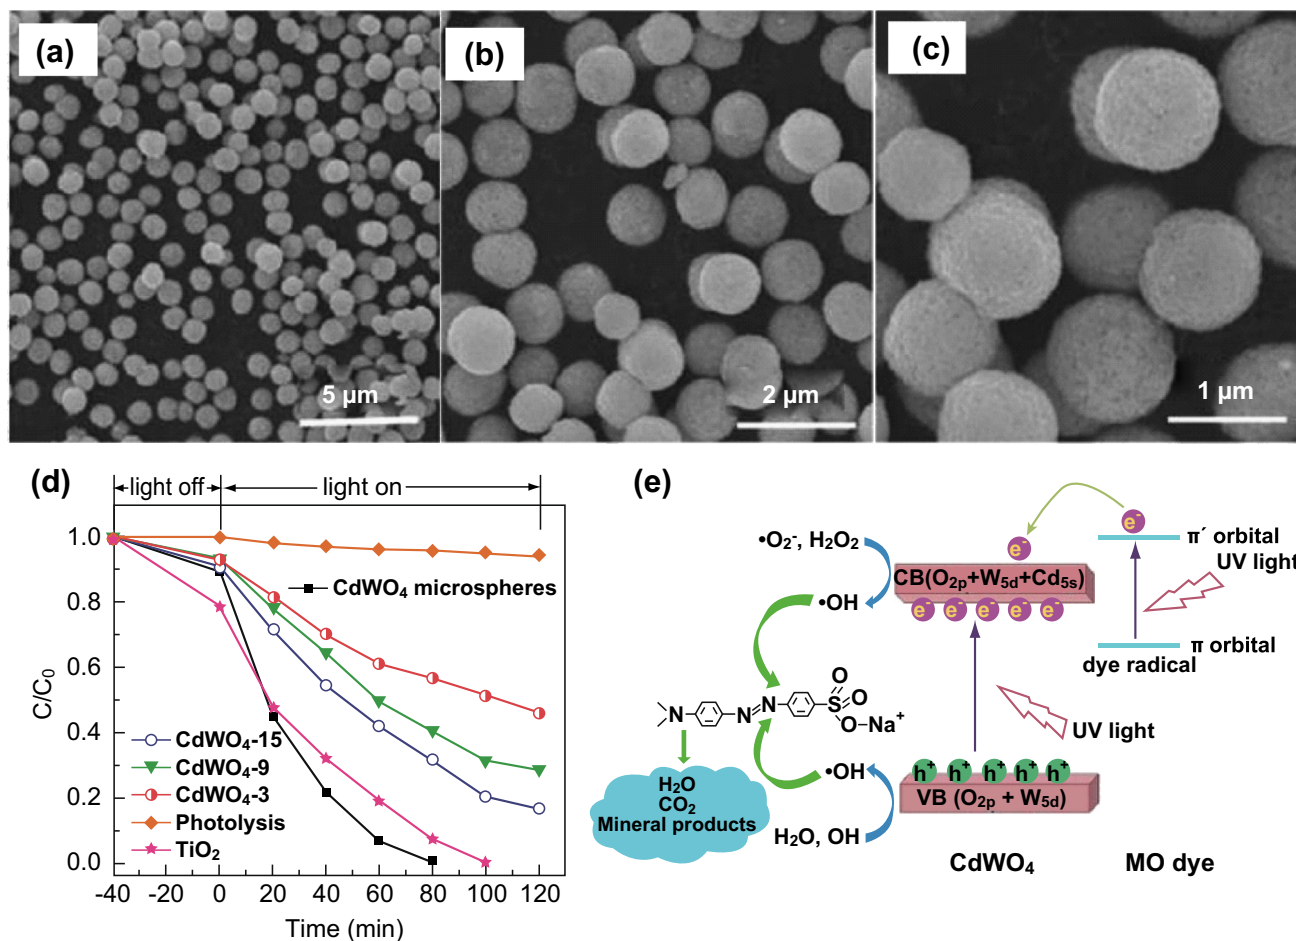 (a)
5 µm
(b)
2 µm
(c)
1 µm
(d)
light off
light on
1.0
0.8
0.6
0.4
0.2
0.0
C/C₀
CdWO₄ microspheres
CdWO₄-15
CdWO₄-9
CdWO₄-3
Photolysis
TiO₂
-40 -20 0 20 40 60 80 100 120
Time (min)
(e)
•O₂⁻, H₂O₂
•OH
e⁻
e⁻
CB(O₂ₚ+W₅d+Cd₅s)
e⁻ e⁻ e⁻ e⁻ e⁻
π´ orbital
UV light
π orbital
dye radical
N
N=N
O
S=O
O–Na⁺
UV light
•OH
h⁺ h⁺ h⁺ h⁺ h⁺
VB (O₂ₚ + W₅d)
H₂O, OH
H₂O
CO₂
Mineral products
CdWO₄
MO dye